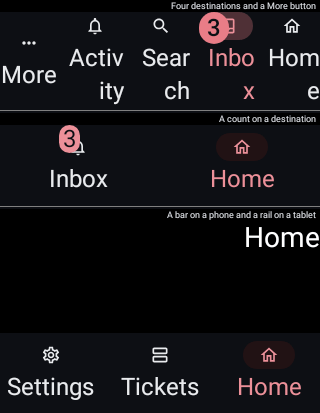 Four destinations and a More button
3
More
Activ
ity
Sear
ch
Inbo
x
Hom
e
A count on a destination
3
Inbox
Home
A bar on a phone and a rail on a tablet
Home
Settings
Tickets
Home